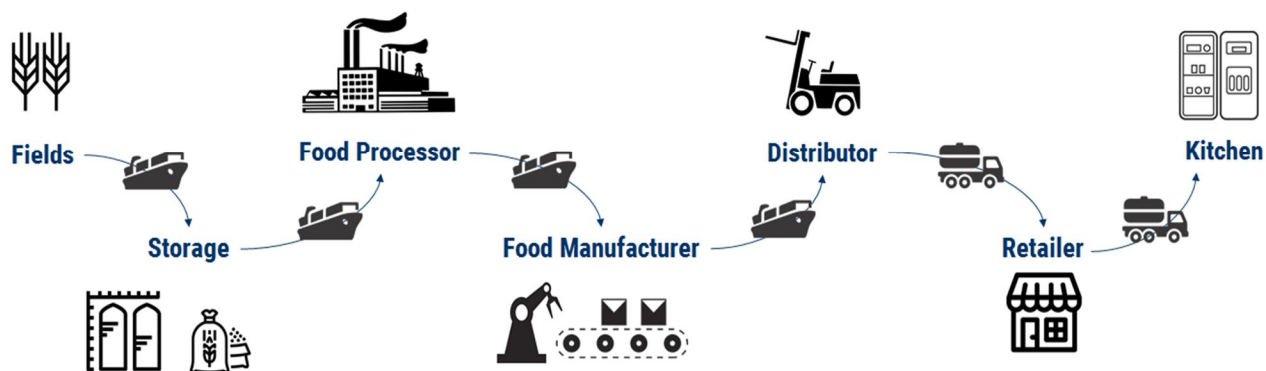 Fields
Storage
Food Processor
Food Manufacturer
Distributor
Retailer
Kitchen